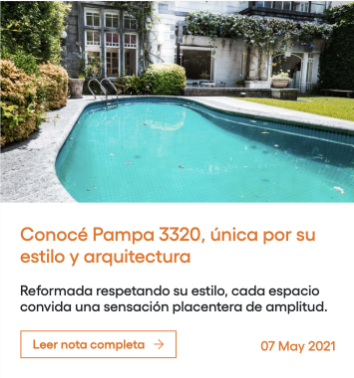 Conocé Pampa 3320, única por su
estilo y arquitectura
Reformada respetando su estilo, cada espacio
convida una sensación placentera de amplitud.
Leer nota completa →
07 May 2021